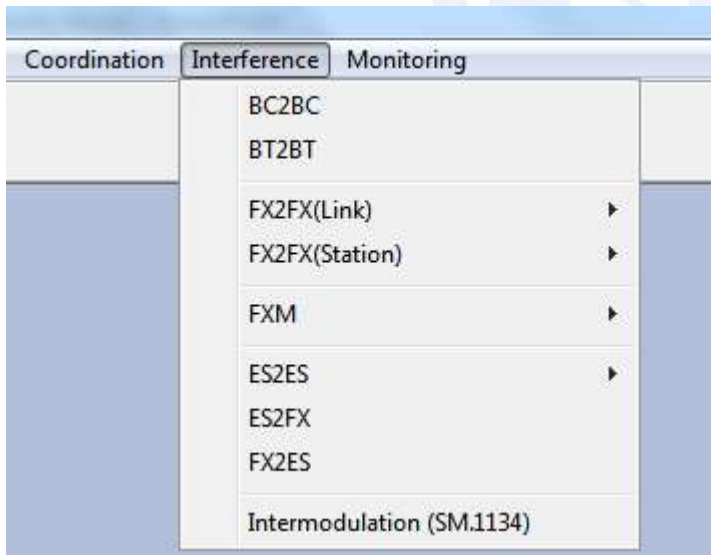 Coordination Interference Monitoring
BC2BC
BT2BT
FX2FX(Link)
FX2FX(Station)
FXM
ES2ES
ES2FX
FX2ES
Intermodulation (SM.1134)